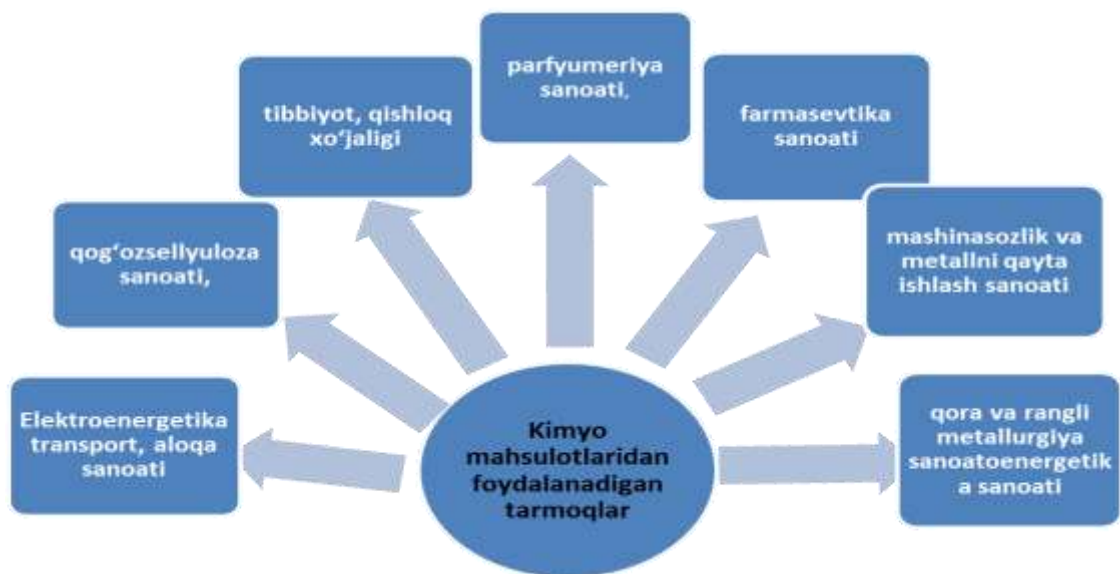 parfyumeriya
sanoati,
tibbiyot, qishloq
xo‘jaligi
farmasevtika
sanoati
qog‘ozsellyuloza
sanoati,
mashinasozlik va
metallni qayta
ishlash sanoati
Elektroenergetika
transport, aloqa
sanoati
Kimyo
mahsulotlaridan
foydalanadigan
tarmoqlar
qora va rangli
metallurgiya
sanoatoenergetik
a sanoati